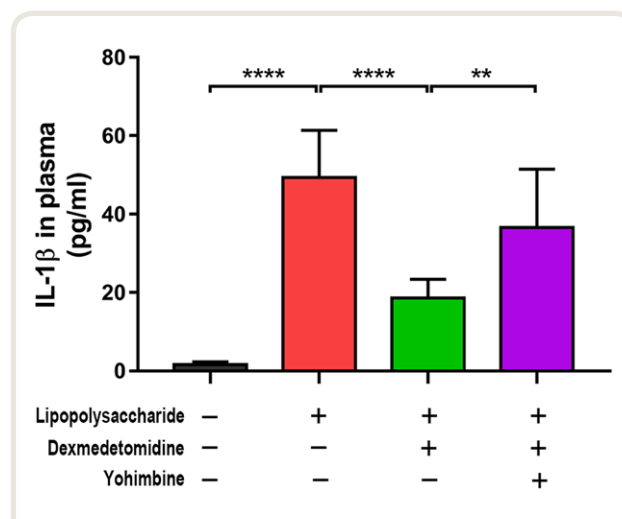 80
**** **** **
60
40
20
0
IL-1β in plasma
(pg/ml)
Lipopolysaccharide – + + +
Dexmedetomidine – – + +
Yohimbine – – – +